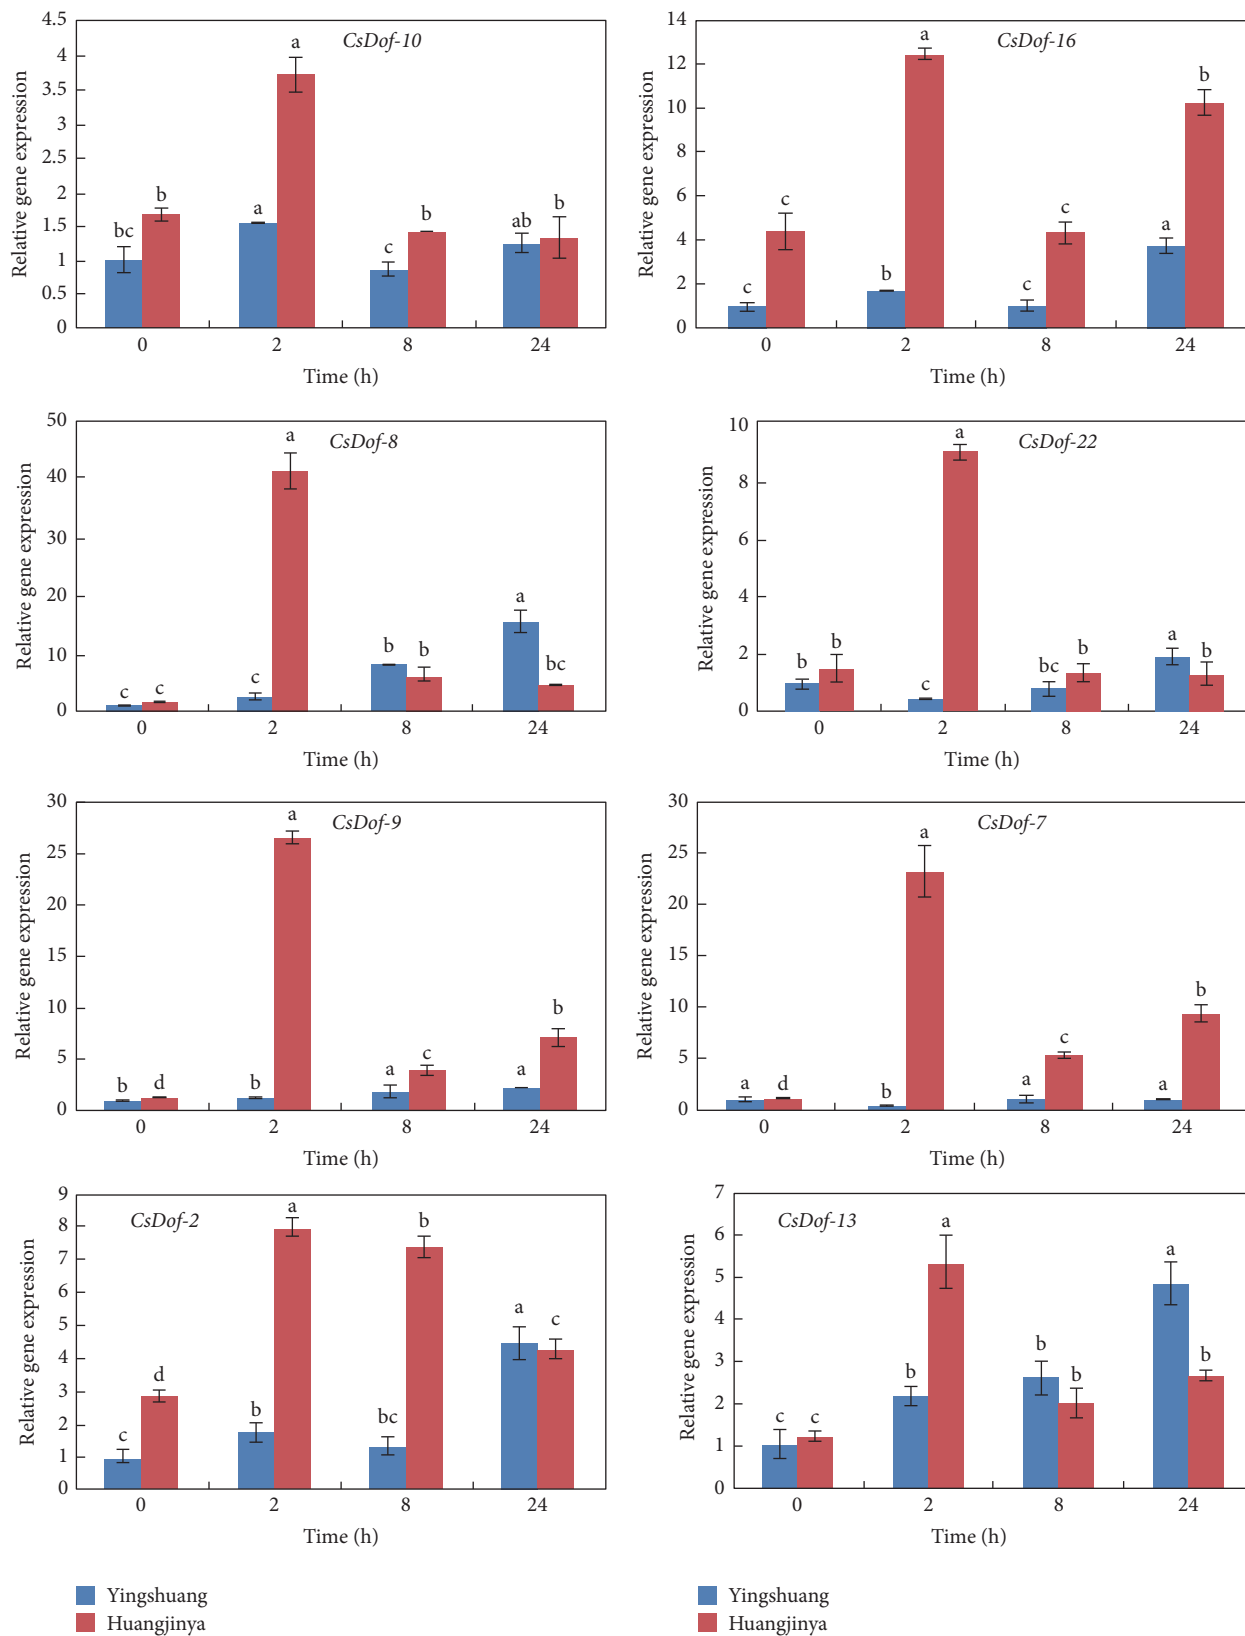 CsDof-10
Relative gene expression
4.5
4
3.5
3
2.5
2
1.5
1
0.5
0
bc
b
a
a
c
b
ab
b
0
2
8
24
Time (h)
CsDof-16
Relative gene expression
14
12
10
8
6
4
2
0
c
c
b
a
c
c
a
b
0
2
8
24
Time (h)
CsDof-8
Relative gene expression
50
40
30
20
10
0
c
c
c
a
b
b
a
bc
0
2
8
24
Time (h)
CsDof-22
Relative gene expression
10
8
6
4
2
0
b
b
c
a
bc
b
a
b
0
2
8
24
Time (h)
CsDof-9
Relative gene expression
30
25
20
15
10
5
0
b
d
b
a
a
c
a
b
0
2
8
24
Time (h)
CsDof-7
Relative gene expression
30
25
20
15
10
5
0
a
d
b
a
a
c
a
b
0
2
8
24
Time (h)
CsDof-2
Relative gene expression
9
8
7
6
5
4
3
2
1
0
c
d
b
a
bc
b
a
c
0
2
8
24
Time (h)
CsDof-13
Relative gene expression
7
6
5
4
3
2
1
0
c
c
b
a
b
b
a
b
0
2
8
24
Time (h)
Yingshuang
Huangjinya
Yingshuang
Huangjinya